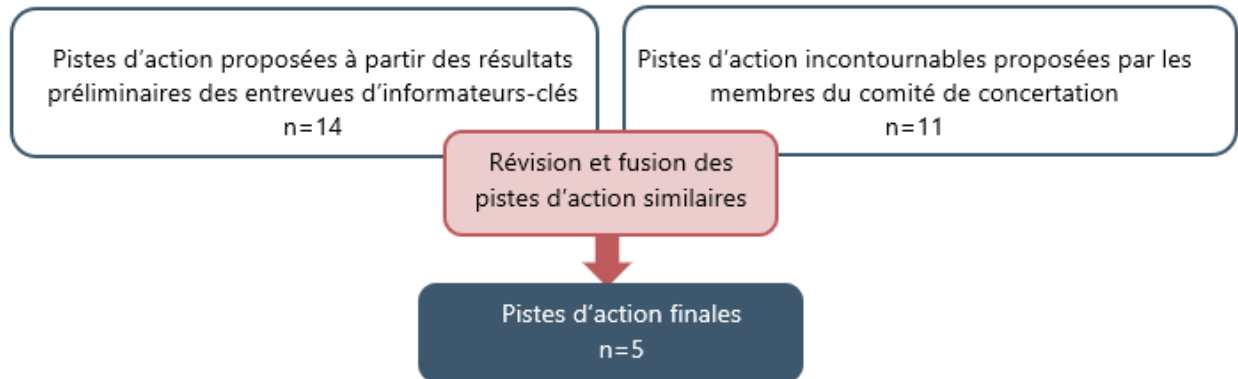 Pistes d'action proposées à partir des résultats
préliminaires des entrevues d'informateurs-clés
n=14
Pistes d'action incontournables proposées par les
membres du comité de concertation
n=11
Révision et fusion des
pistes d'action similaires
Pistes d'action finales
n=5